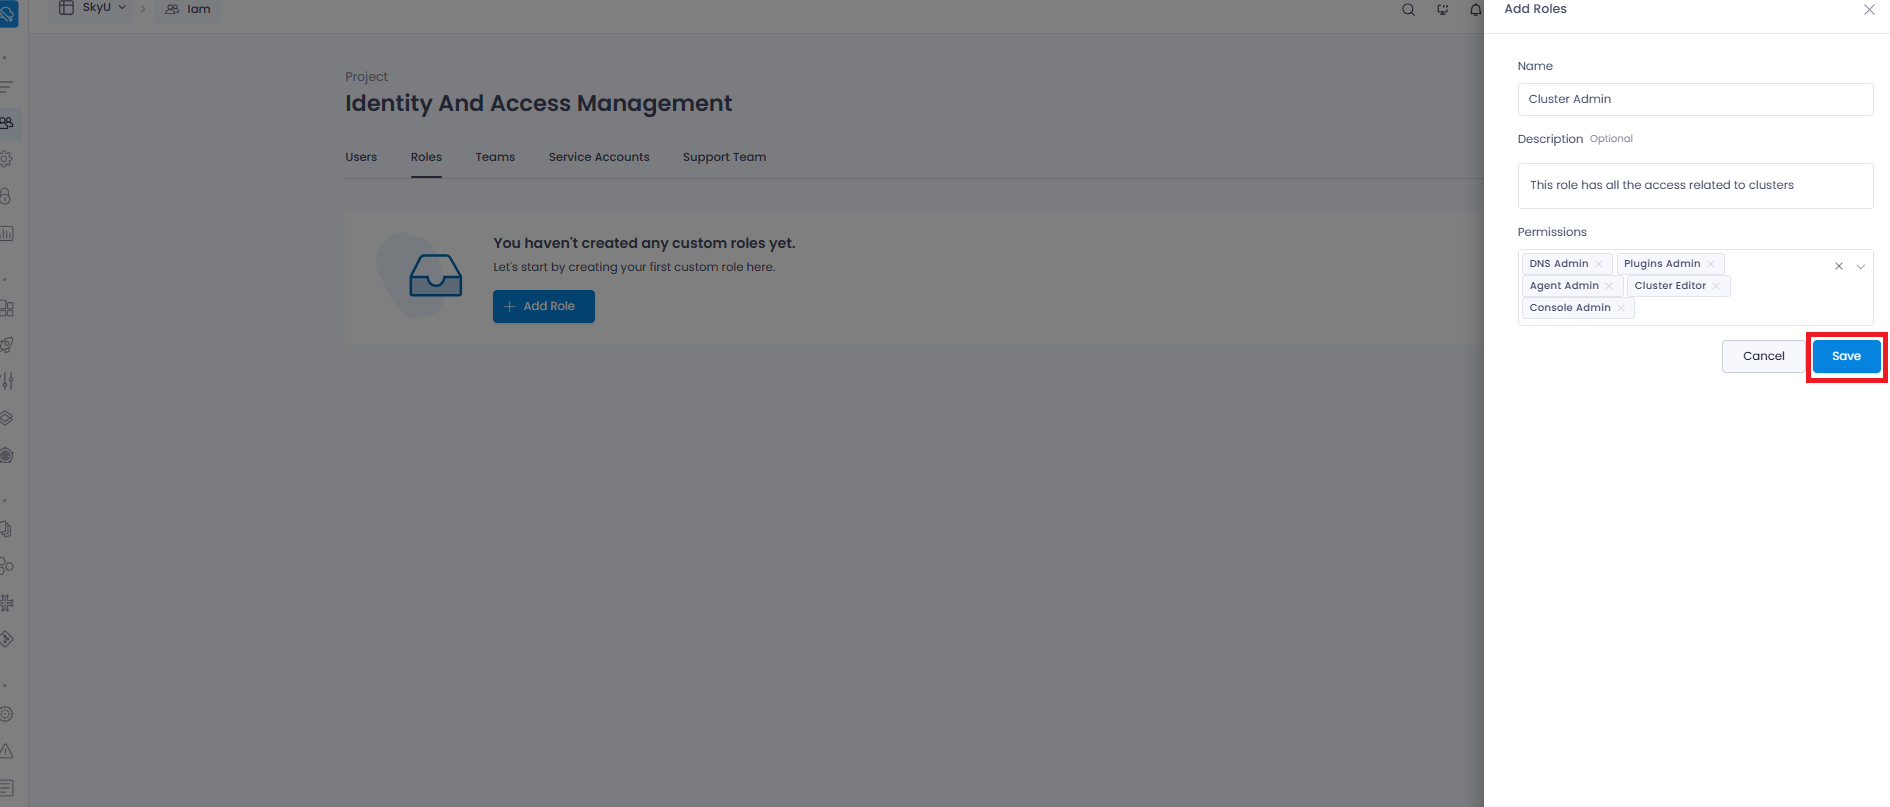 SkyU
Iam
Add Roles
Project
Identity And Access Management
Users
Roles
Teams
Service Accounts
Support Team
You haven't created any custom roles yet.
Let's start by creating your first custom role here.
Add Role
Name
Cluster Admin
Description Optional
This role has all the access related to clusters
Permissions
DNS Admin
Plugins Admin
Agent Admin
Cluster Editor
Console Admin
Cancel
Save